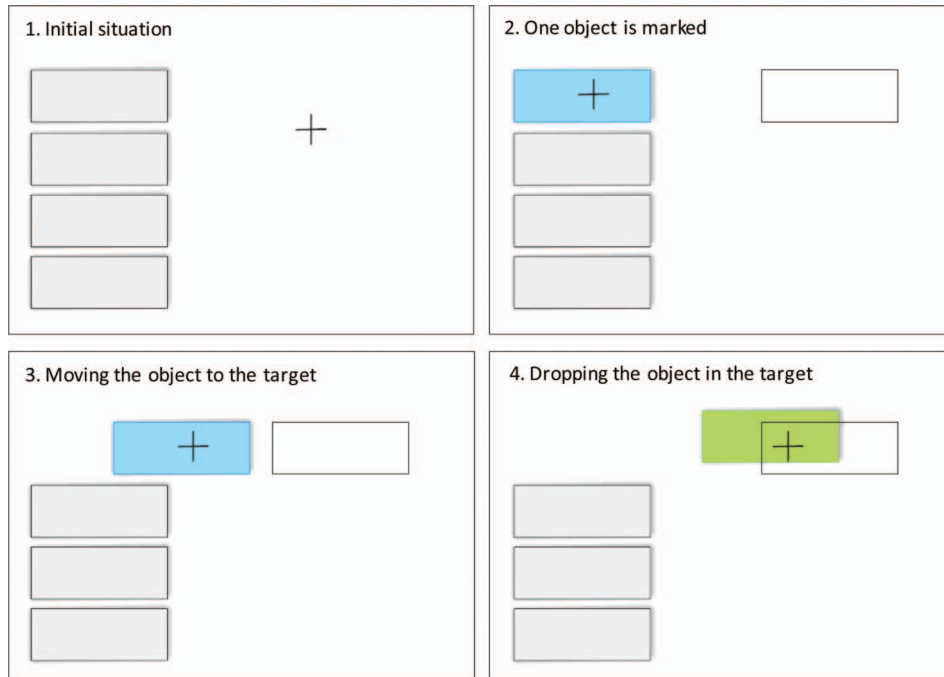 1. Initial situation
2. One object is marked
3. Moving the object to the target
4. Dropping the object in the target